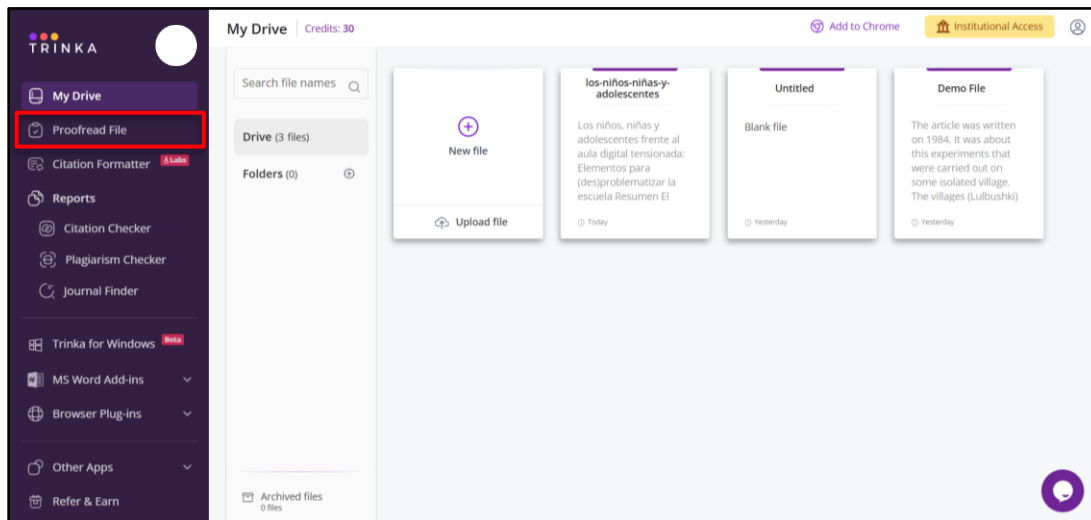 TRINKA
My Drive
Proofread File
Citation Formatter Labs
Reports
Citation Checker
Plagiarism Checker
Journal Finder
Trinka for Windows Beta
MS Word Add-ins
Browser Plug-ins
Other Apps
Refer & Earn
My Drive Credits: 30
Add to Chrome
Institutional Access
Search file names
Drive (3 files)
Folders (0)
Archived files
0 files
New file
Upload file
los-niños-niñas-y-
adolescentes
Los niños, niñas y
adolescentes frente al
aula digital tensionada:
Elementos para
(des)problematizar la
escuela Resumen El
Today
Untitled
Blank file
Yesterday
Demo File
The article was written
on 1984. It was about
this experiments that
were carried out on
some isolated village.
The villages (Lulbushki)
Yesterday